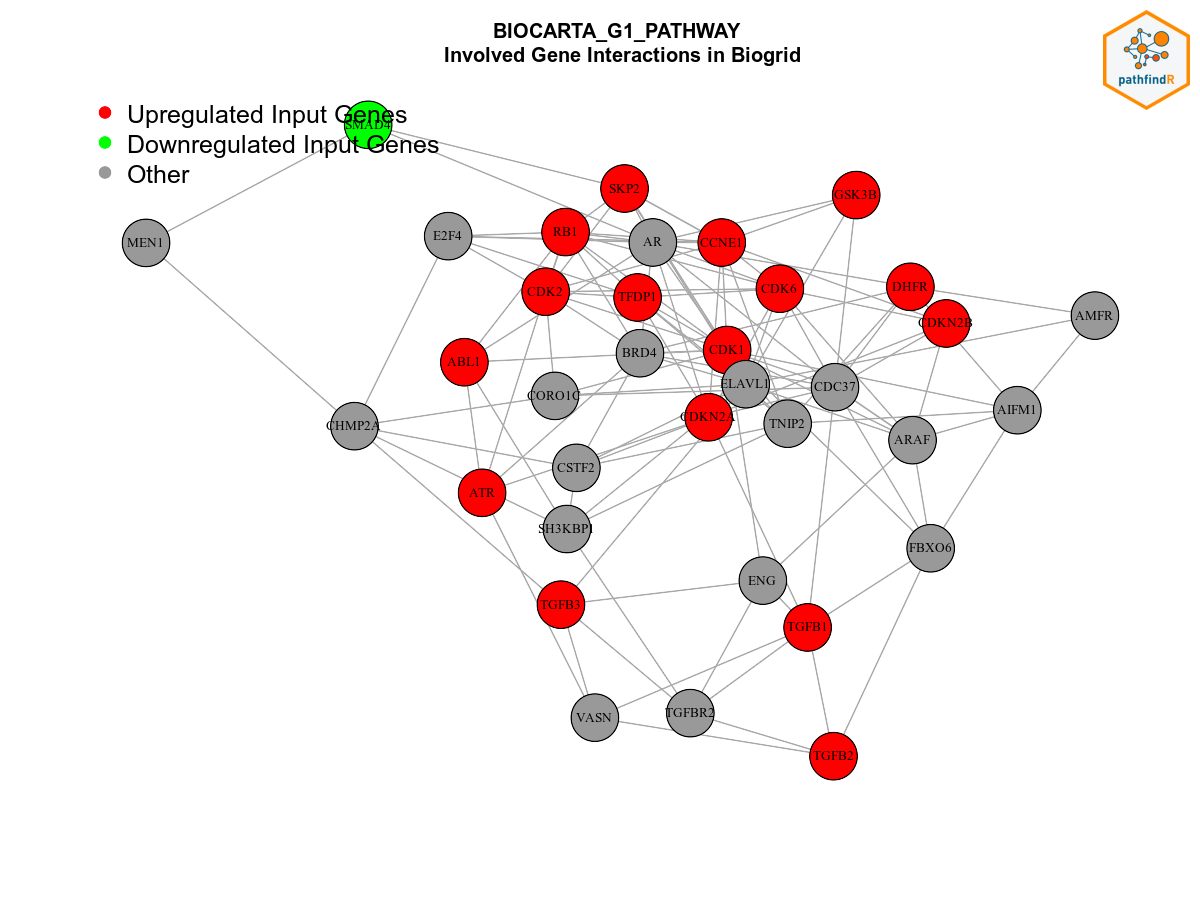 BIOCARTA_G1_PATHWAY
Involved Gene Interactions in Biogrid
pathfindR
Upregulated Input Genes
SMAD4
Downregulated Input Genes
Other
SKP2
GSK3B
RB1
E2F4
AR
CCNE1
MEN1
CDK2
TFDP1
CDK6
DHFR
AMFR
CDKN2B
ABL1
BRD4
CDK1
ELAVL1
CDC37
CORO1C
AIFM1
CDKN2A
TNIP2
CHMP2A
ARAF
CSTF2
ATR
SH3KBP1
FBXO6
ENG
TGFB3
TGFB1
VASN
TGFBR2
TGFB2